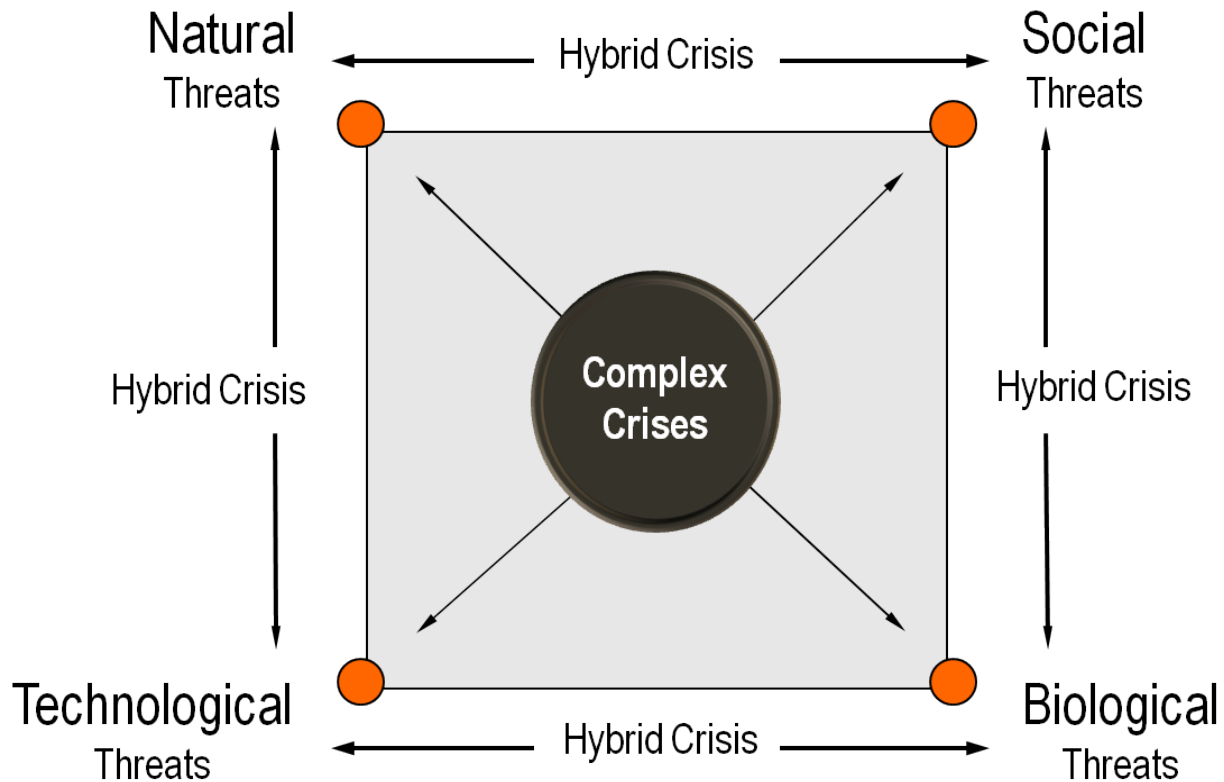 Natural
Threats
Hybrid Crisis
Social
Threats
Hybrid Crisis
Complex
Crises
Hybrid Crisis
Technological
Threats
Hybrid Crisis
Biological
Threats